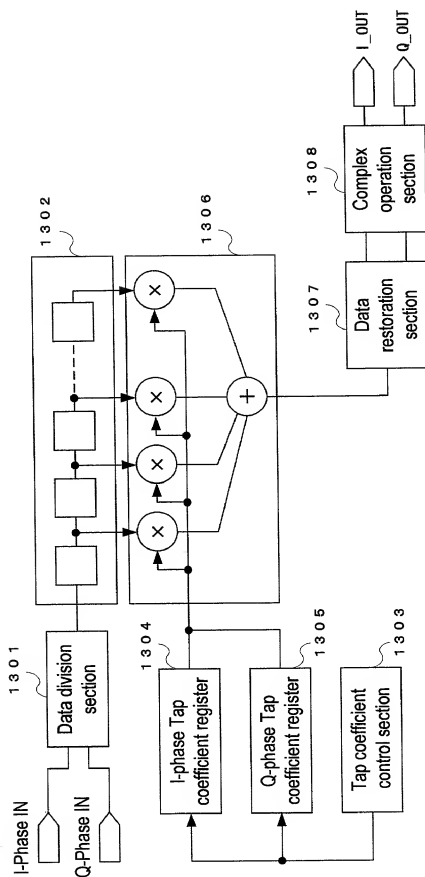 I-Phase IN
Q-Phase IN
1301
Data division
section
1302
1306
×
×
×
×
+
1304
I-phase Tap
coefficient register
1305
Q-phase Tap
coefficient register
1303
Tap coefficient
control section
1307
Data
restoration
section
1308
Complex
operation
section
I_OUT
Q_OUT